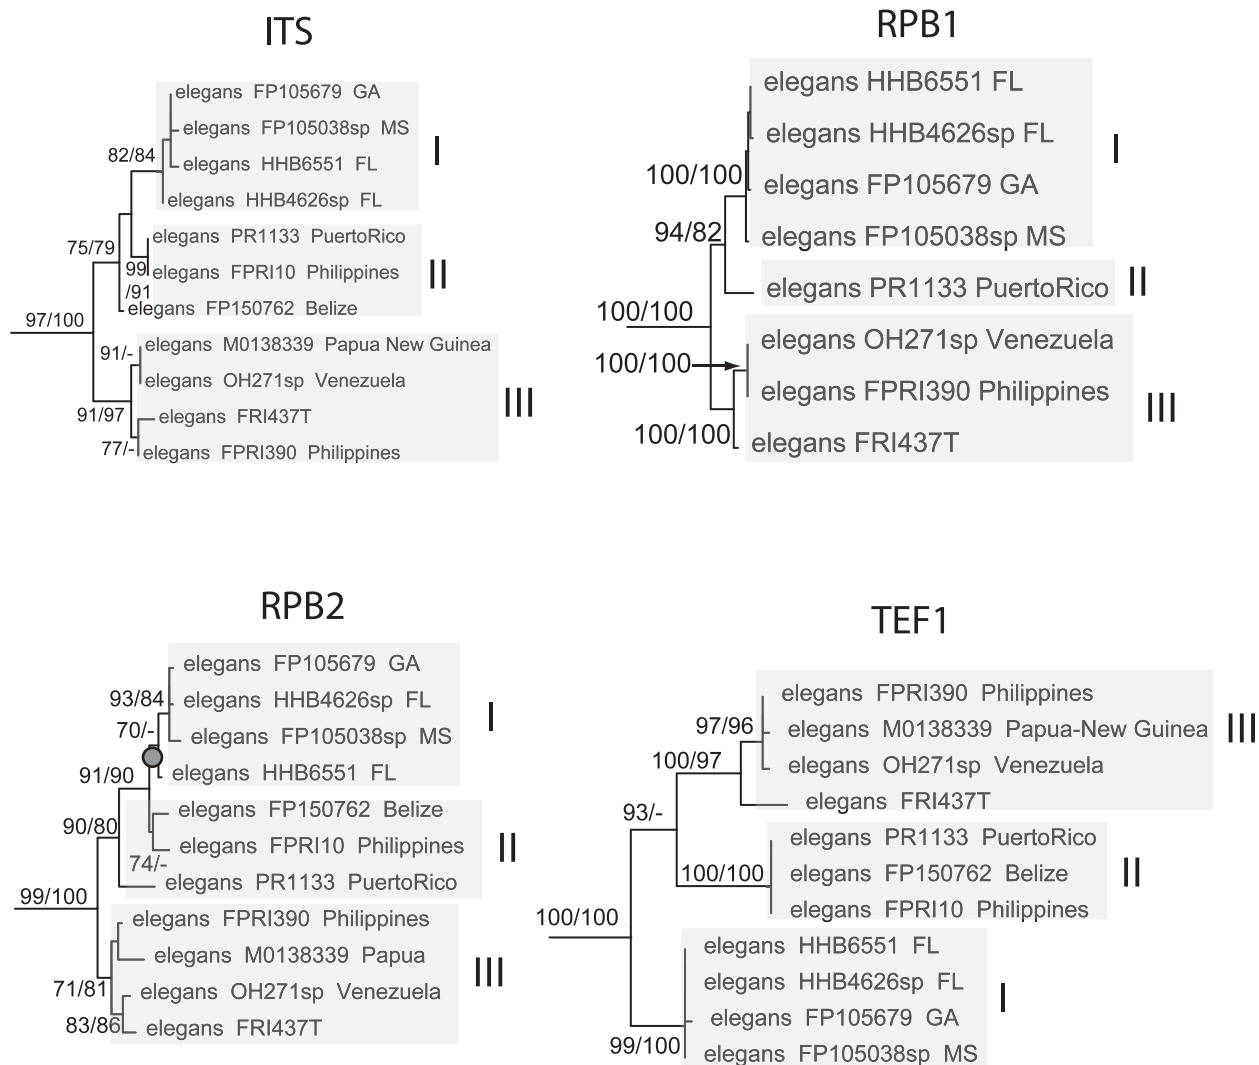 ITS
elegans FP105679 GA
elegans FP105038sp MS
82/84
I
elegans HHB6551 FL
elegans HHB4626sp FL
elegans PR1133 PuertoRico
75/79
99
/91
elegans FPRI10 Philippines
II
elegans FP150762 Belize
97/100
elegans M0138339 Papua New Guinea
91/-
elegans OH271sp Venezuela
III
91/97
elegans FRI437T
77/-
elegans FPRI390 Philippines
RPB1
elegans HHB6551 FL
elegans HHB4626sp FL
I
100/100
elegans FP105679 GA
94/82
elegans FP105038sp MS
elegans PR1133 PuertoRico
II
100/100
elegans OH271sp Venezuela
100/100
elegans FPRI390 Philippines
III
100/100
elegans FRI437T
RPB2
elegans FP105679 GA
93/84
elegans HHB4626sp FL
I
70/-
elegans FP105038sp MS
91/90
elegans HHB6551 FL
elegans FP150762 Belize
90/80
elegans FPRI10 Philippines
II
74/-
elegans PR1133 PuertoRico
99/100
elegans FPRI390 Philippines
elegans M0138339 Papua
III
71/81
elegans OH271sp Venezuela
83/86
elegans FRI437T
TEF1
elegans FPRI390 Philippines
97/96
elegans M0138339 Papua-New Guinea
III
100/97
elegans OH271sp Venezuela
elegans FRI437T
93/-
elegans PR1133 PuertoRico
100/100
elegans FP150762 Belize
II
elegans FPRI10 Philippines
100/100
elegans HHB6551 FL
elegans HHB4626sp FL
I
elegans FP105679 GA
99/100
elegans FP105038sp MS